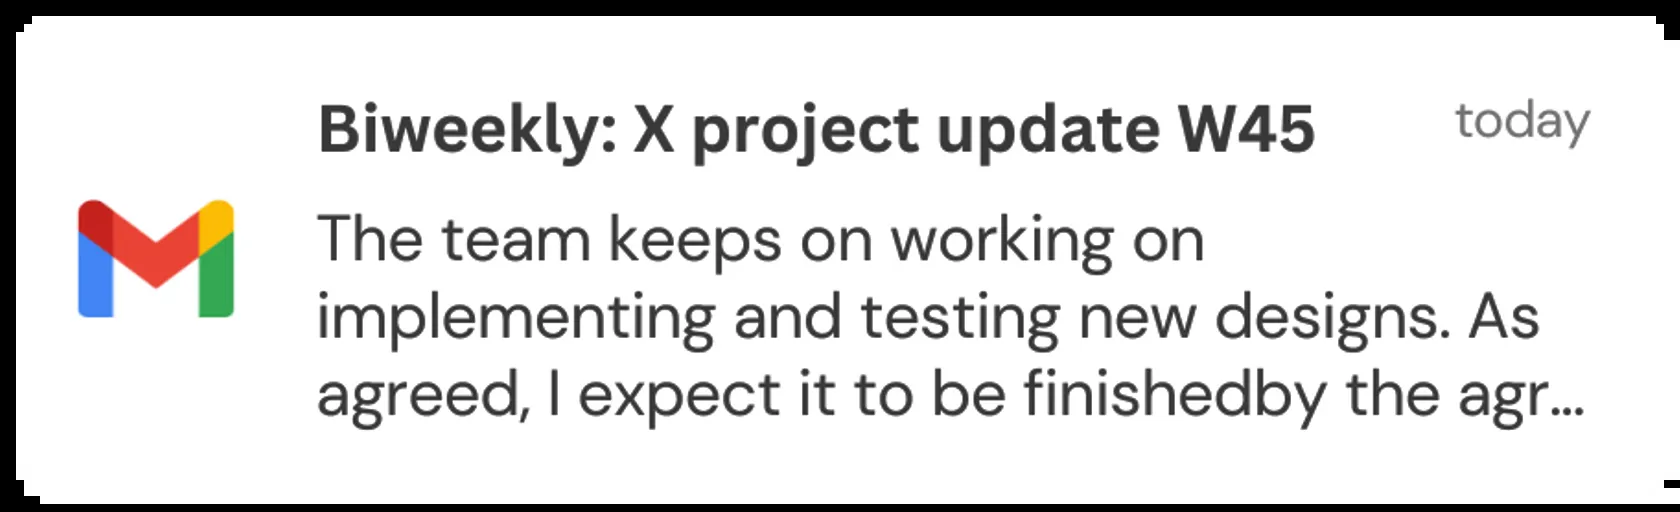 Biweekly: X project update W45
today
The team keeps on working on
implementing and testing new designs. As
agreed, I expect it to be finishedby the agr...